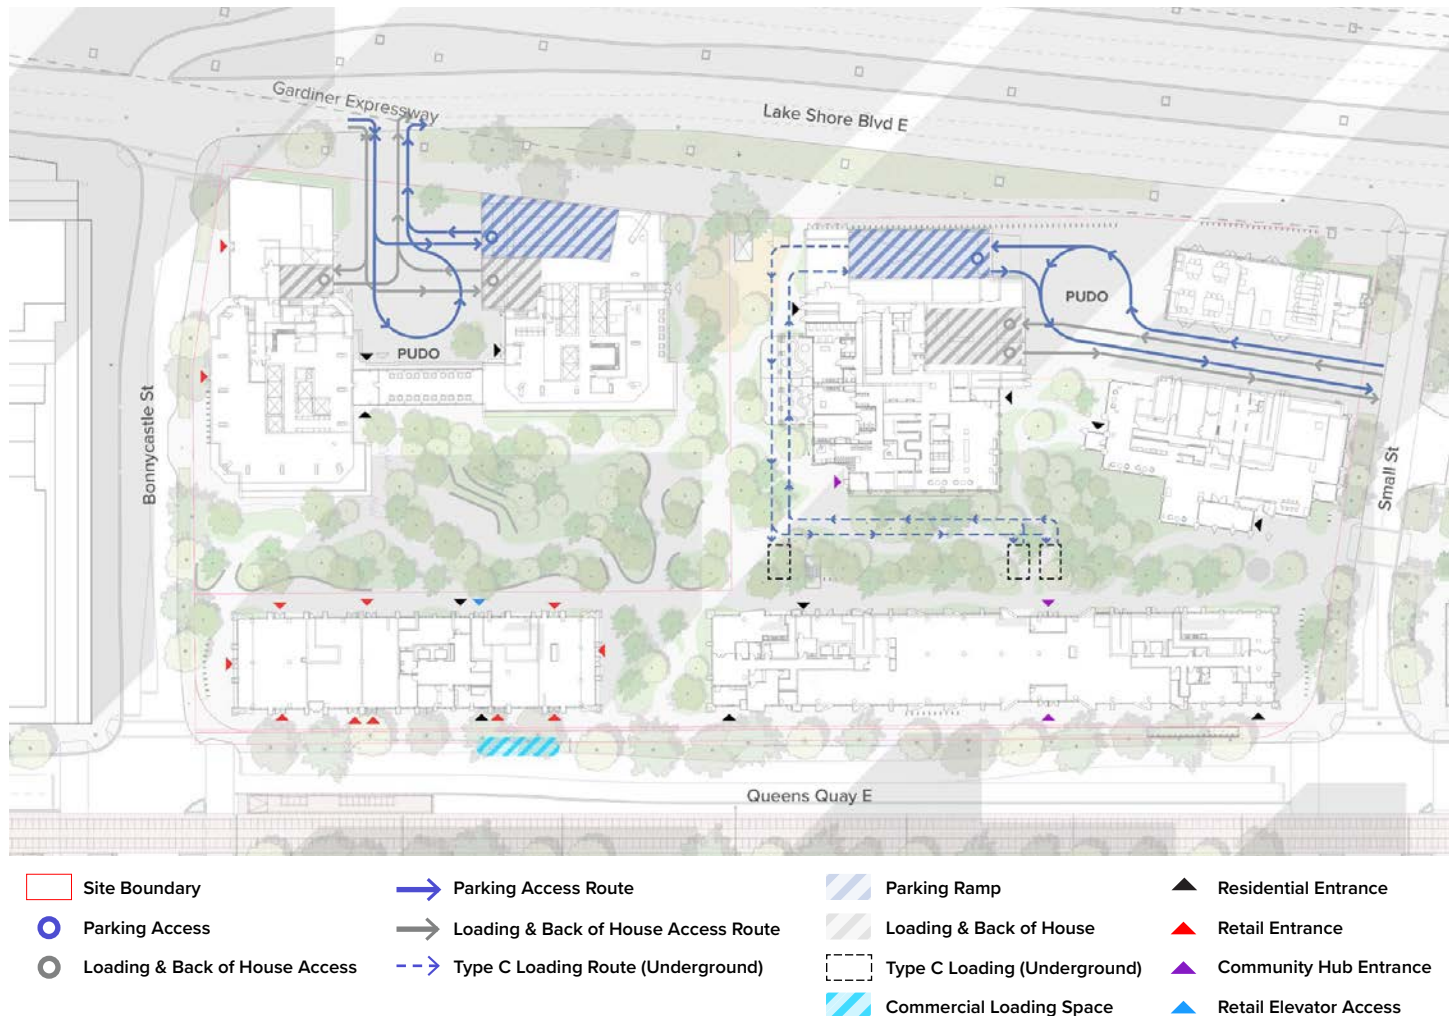 Gardiner Expressway
Lake Shore Blvd E
PUDO
PUDO
Bonnycastle St
Small St
Queens Quay E
Site Boundary
Parking Access
Loading & Back of House Access
Parking Access Route
Loading & Back of House Access Route
Type C Loading Route (Underground)
Parking Ramp
Loading & Back of House
Type C Loading (Underground)
Commercial Loading Space
Residential Entrance
Retail Entrance
Community Hub Entrance
Retail Elevator Access